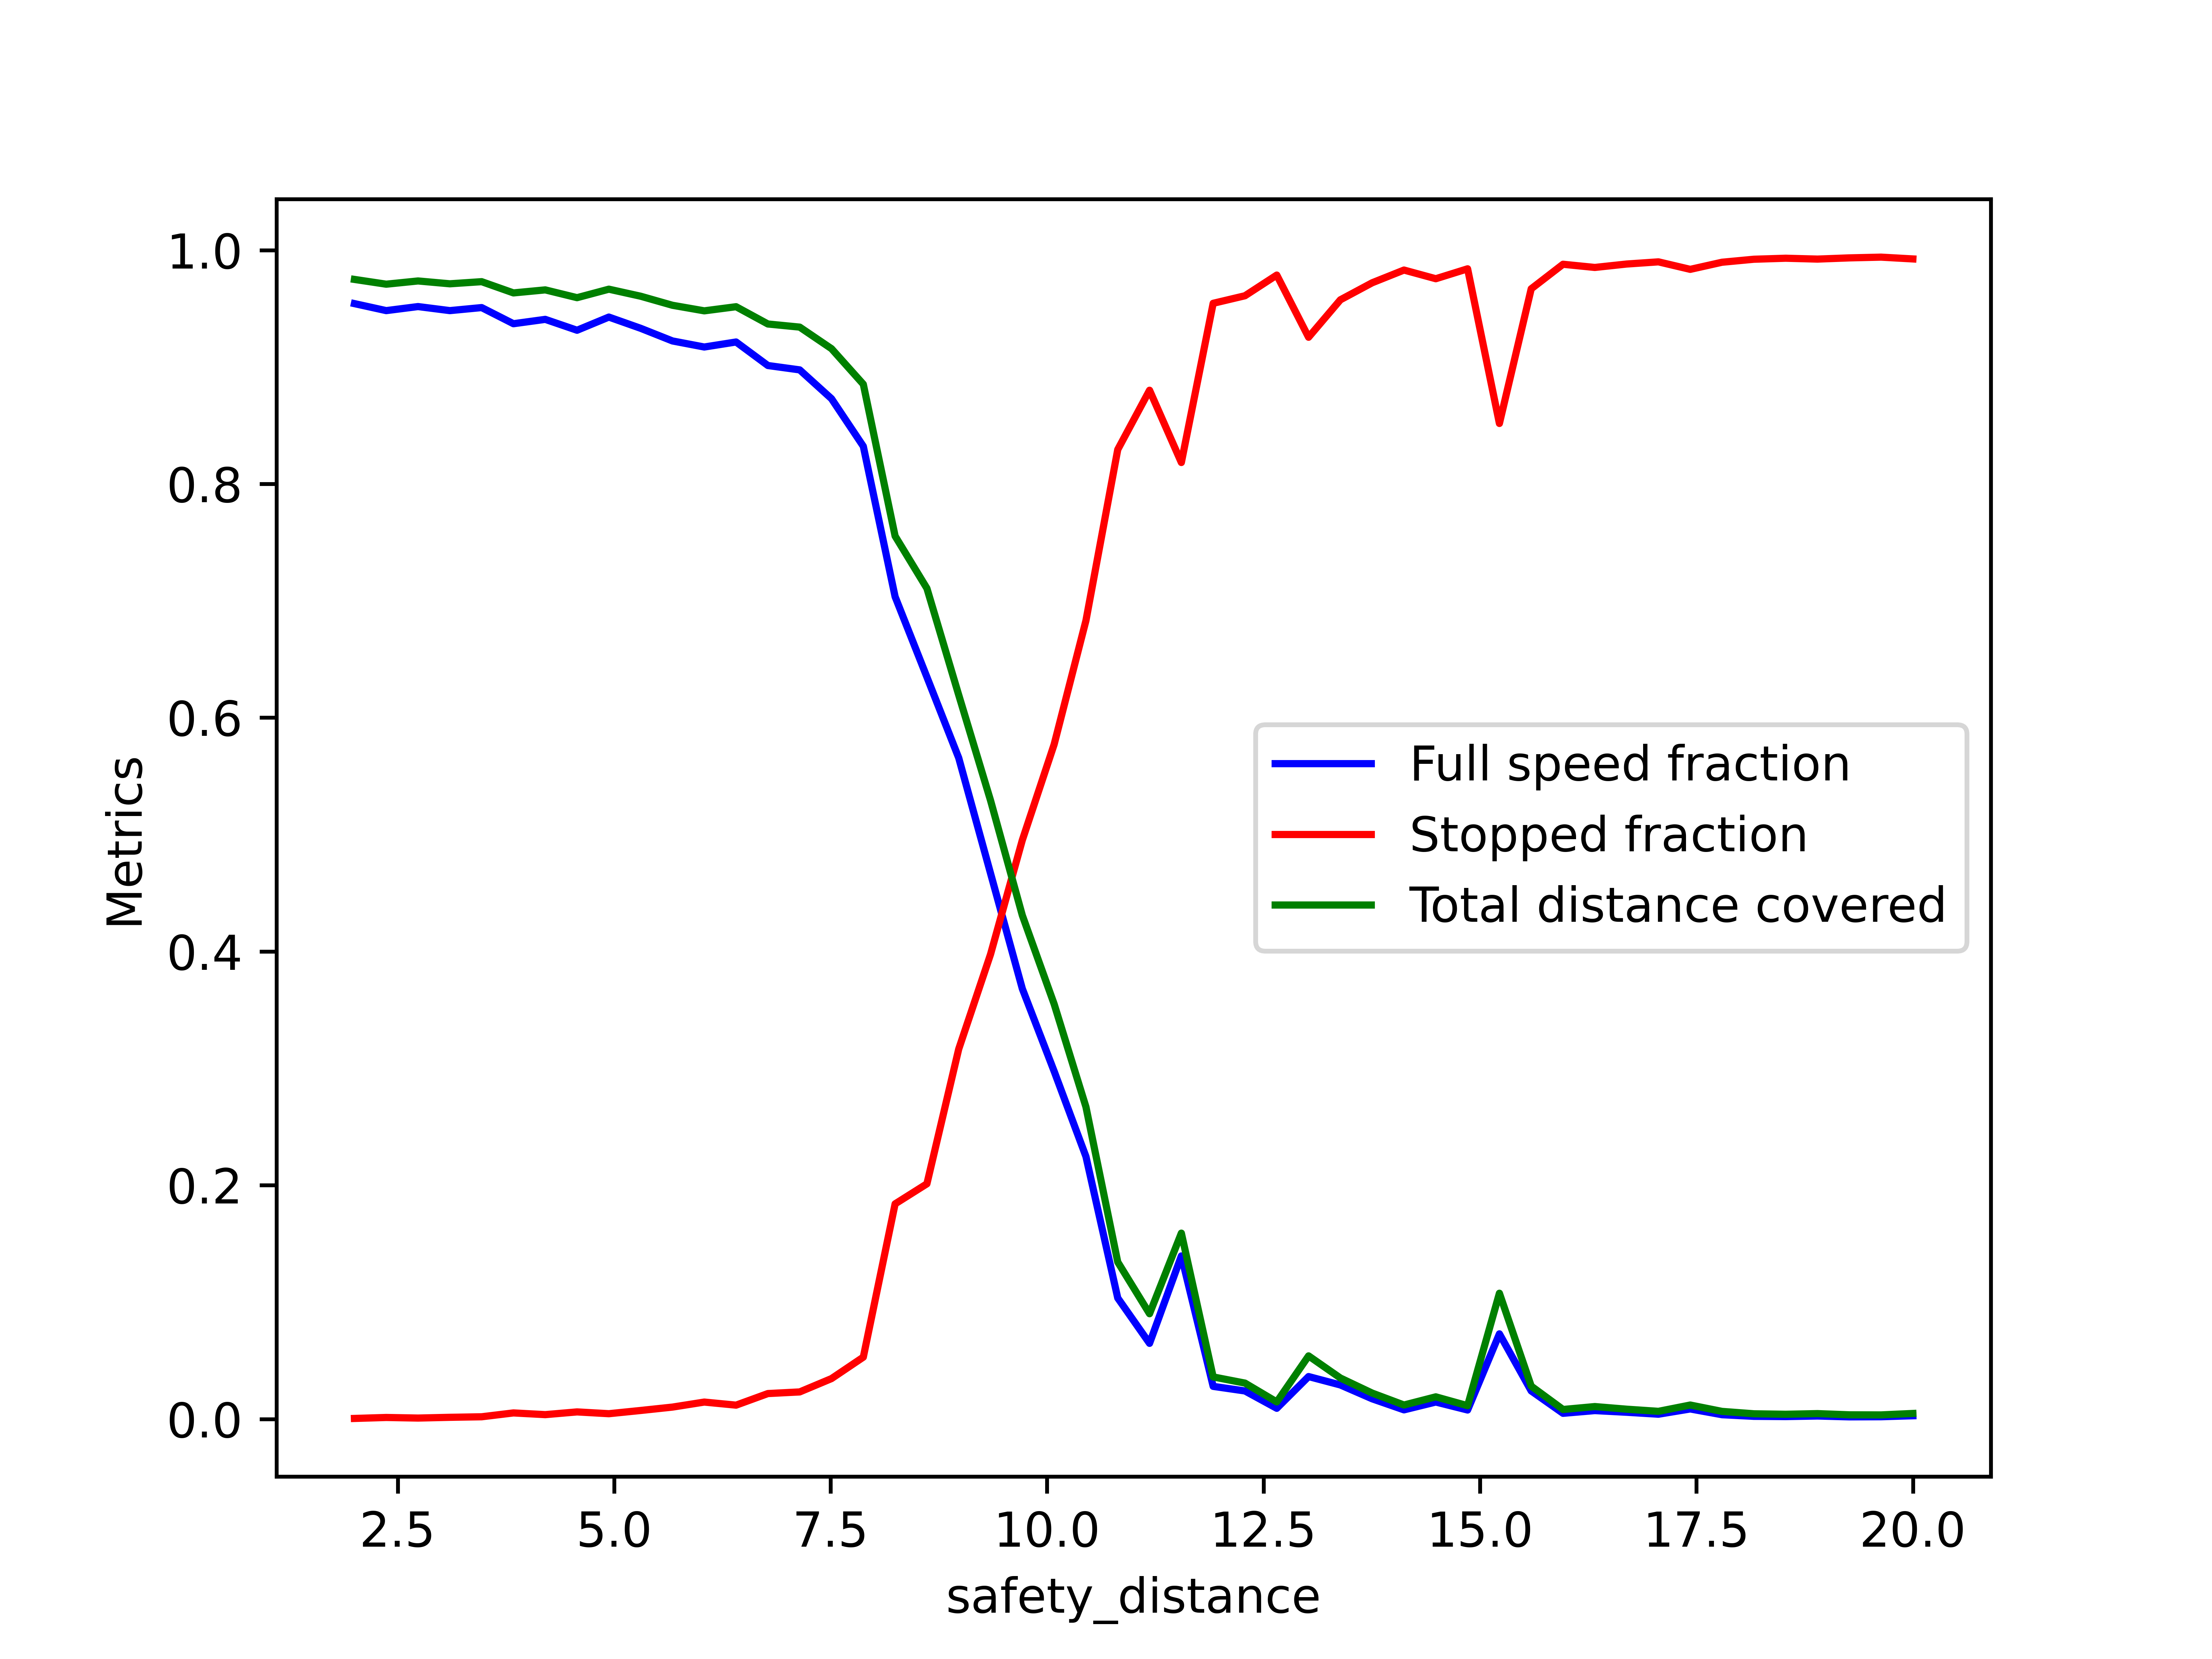 1.0
0.8
0.6
0.4
0.2
0.0
Metrics
Full speed fraction
Stopped fraction
Total distance covered
2.5 5.0 7.5 10.0 12.5 15.0 17.5 20.0
safety_distance